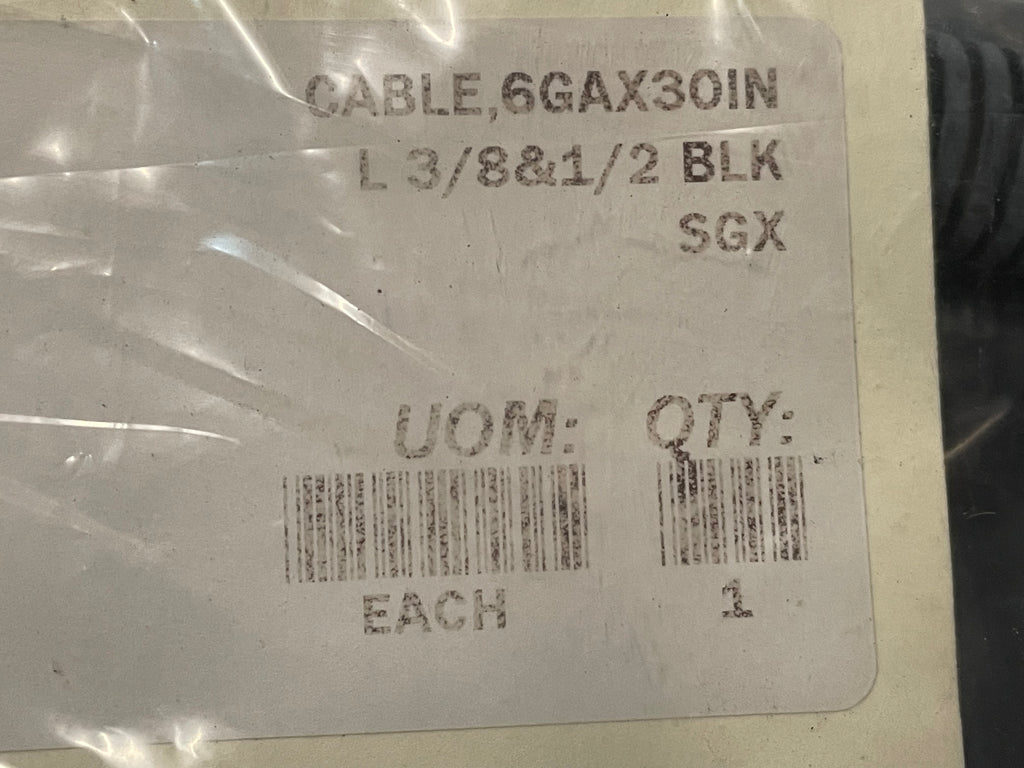 CABLE,6GAX30IN
L 3/8&1/2 BLK
SGX
UOM: QTY:
EACH 1